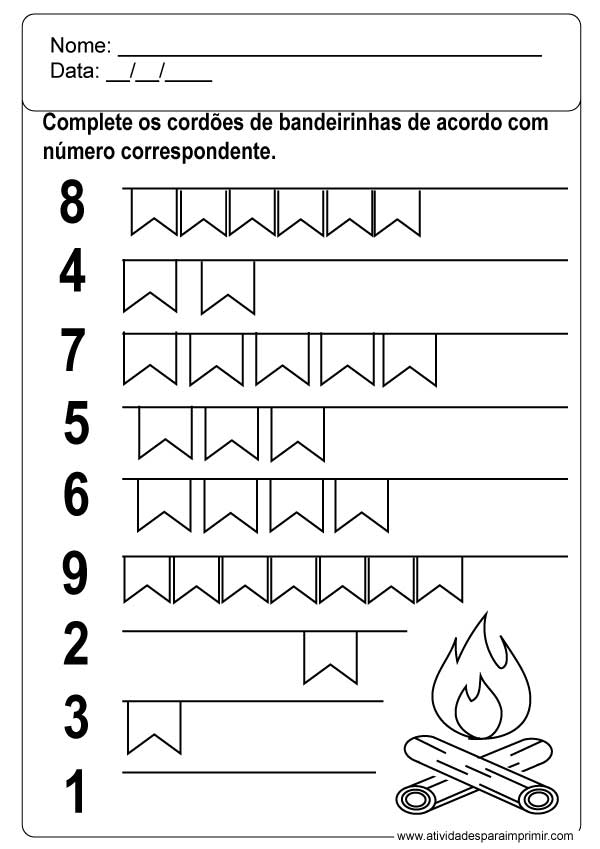 Nome: ______________________________________
Data: __/__/____
Complete os cordões de bandeirinhas de acordo com
número correspondente.
8
4
7
5
6
9
2
3
1
www.atividadesparaimprimir.com